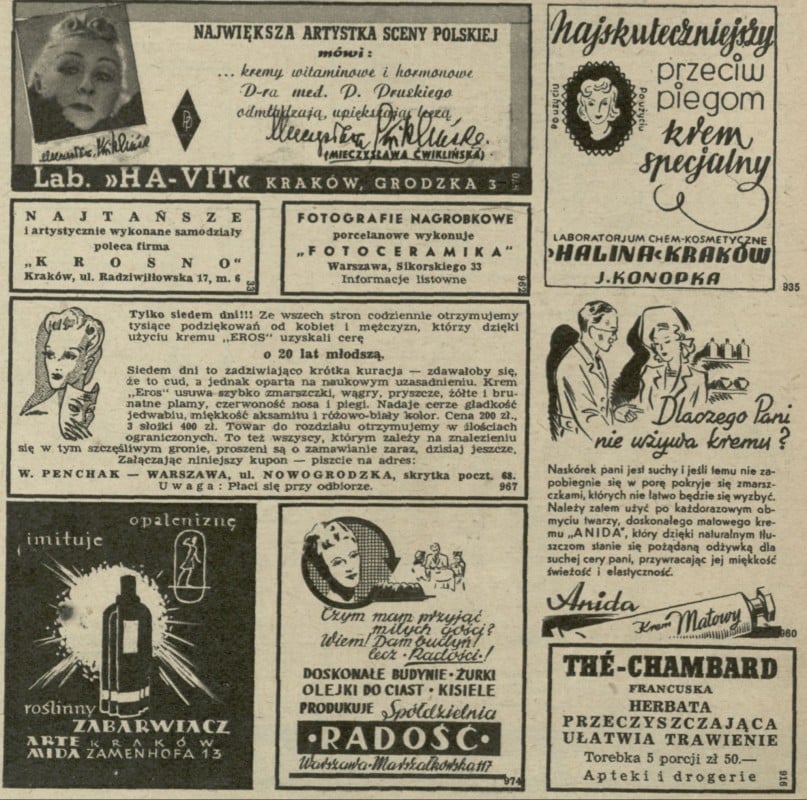 NAJWIĘKSZA ARTYSTKA SCENY POLSKIEJ
mówi:
... kremy witaminowe i hormonowe
D-ra med. P. Druskiego
odmładzają, upiększają, leczą
Mieczysława Ćwiklińska
(MIECZYSŁAWA ĆWIKLIŃSKA)
Lab. »HA-VIT« KRAKÓW, GRODZKA 3
NAJTAŃSZE
i artystycznie wykonane samodziały
poleca firma
„KROSNO"
Kraków, ul. Radziwiłłowska 17, m. 6
FOTOGRAFIE NAGROBKOWE
porcelanowe wykonuje
„FOTOCERAMIKA"
Warszawa, Sikorskiego 33
Informacje listowne
962
Najskuteczniejszy
przeciw
piegom
krem
specjalny
Po użyciu
Po użyciu
LABORATORJUM CHEM-KOSMETYCZNE
›HALINA‹ KRAKÓW
J. KONOPKA
935
Tylko siedem dni!!! Ze wszech stron codziennie otrzymujemy
tysiące podziękowań od kobiet i mężczyzn, którzy dzięki
użyciu kremu „EROS" uzyskali cerę
o 20 lat młodszą.
Siedem dni to zadziwiająco krótka kuracja — zdawałoby się,
że to cud, a jednak oparta na naukowym uzasadnieniu. Krem
„Eros" usuwa szybko zmarszczki, wągry, pryszcze, żółte i bru-
natne plamy, czerwoność nosa i piegi. Nadaje cerze gładkość
jedwabiu, miękkość aksamitu i różowo-biały kolor. Cena 200 zł.,
3 słoiki 400 zł. Towar do rozdziału otrzymujemy w ilościach
ograniczonych. To też wszyscy, którym zależy na znalezieniu
się w tym szczęśliwym gronie, proszeni są o zamawianie zaraz, dzisiaj jeszcze,
Załączając niniejszy kupon — piszcie na adres:
W. PENCHAK — WARSZAWA, ul. NOWOGRODZKA, skrytka poczt. 68.
Uwaga: Płaci się przy odbiorze.
967
Dlaczego Pani
nie używa kremu?
Naskórek pani jest suchy i jeśli temu nie za-
pobiegnie się w porę pokryje się zmarsz-
czkami, których nie łatwo będzie się wyzbyć.
Należy zatem użyć po każdorazowym ob-
myciu twarzy, doskonałego matowego kre-
mu „ANIDA", który dzięki naturalnym tłu-
szczom stanie się pożądaną odżywką dla
suchej cery pani, przywracając jej miękkość
świeżość i elastyczność.
Anida
Krem Matowy
960
imituje opaleniznę
roślinny
ZABARWIACZ
ARTE KRAKÓW
MIDA ZAMENHOFA 13
Czym mam przyjąć
miłych gości?
Wiem! Dam budyń!
lecz „Radości"!
DOSKONAŁE BUDYNIE • ŻURKI
OLEJKI DO CIAST • KISIELE
PRODUKUJE Spółdzielnia
•RADOŚĆ•
Warszawa • Marszałkowska 117
974
THÉ-CHAMBARD
FRANCUSKA
HERBATA
PRZECZYSZCZAJĄCA
UŁATWIA TRAWIENIE
Torebka 5 porcji zł 50.—
Apteki i drogerie
916